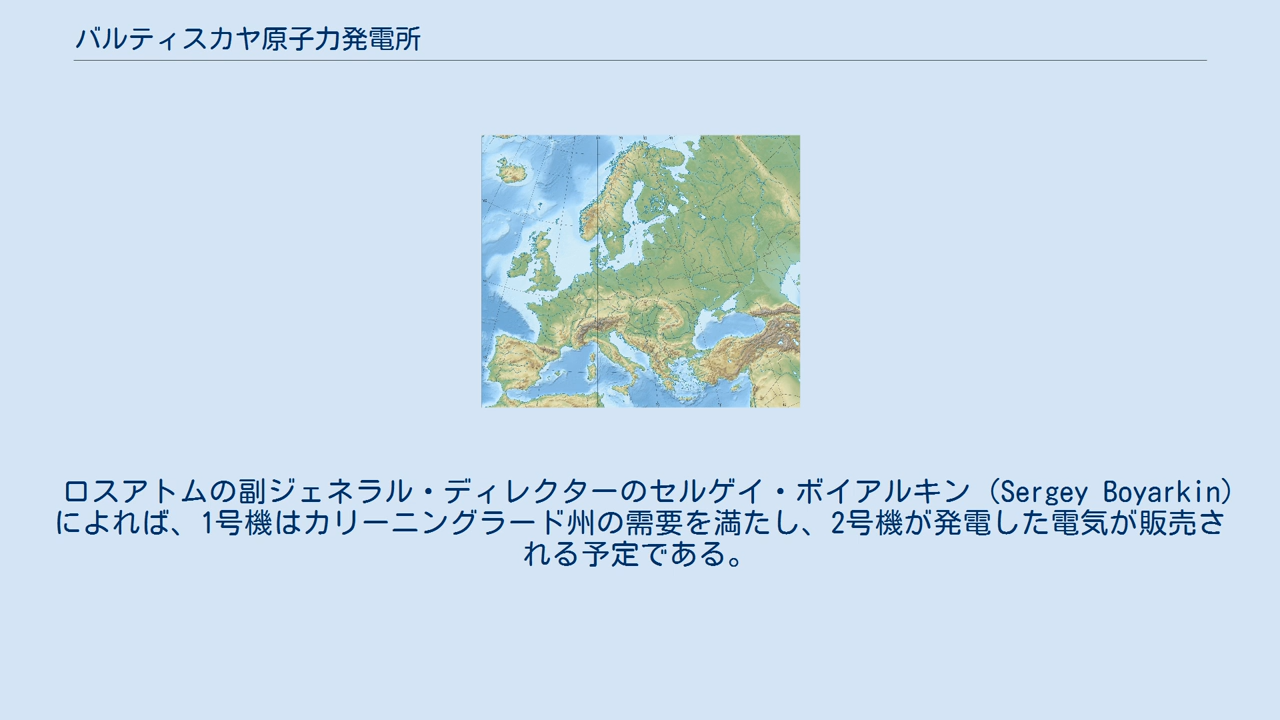 バルティスカヤ原子力発電所
ロスアトムの副ジェネラル・ディレクターのセルゲイ・ボイアルキン（Sergey Boyarkin）
によれば、1号機はカリーニングラード州の需要を満たし、2号機が発電した電気が販売さ
れる予定である。